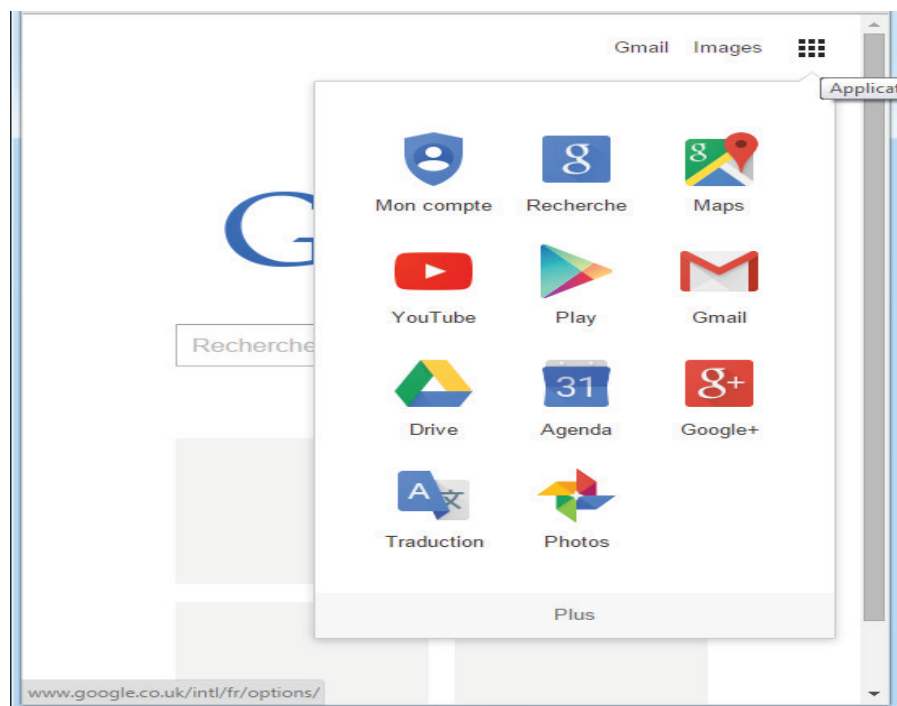 Gmail Images
Applicat
Mon compte Recherche Maps
YouTube Play Gmail
G
Recherche
31
Drive Agenda Google+
Traduction Photos
Plus
www.google.co.uk/intl/fr/options/